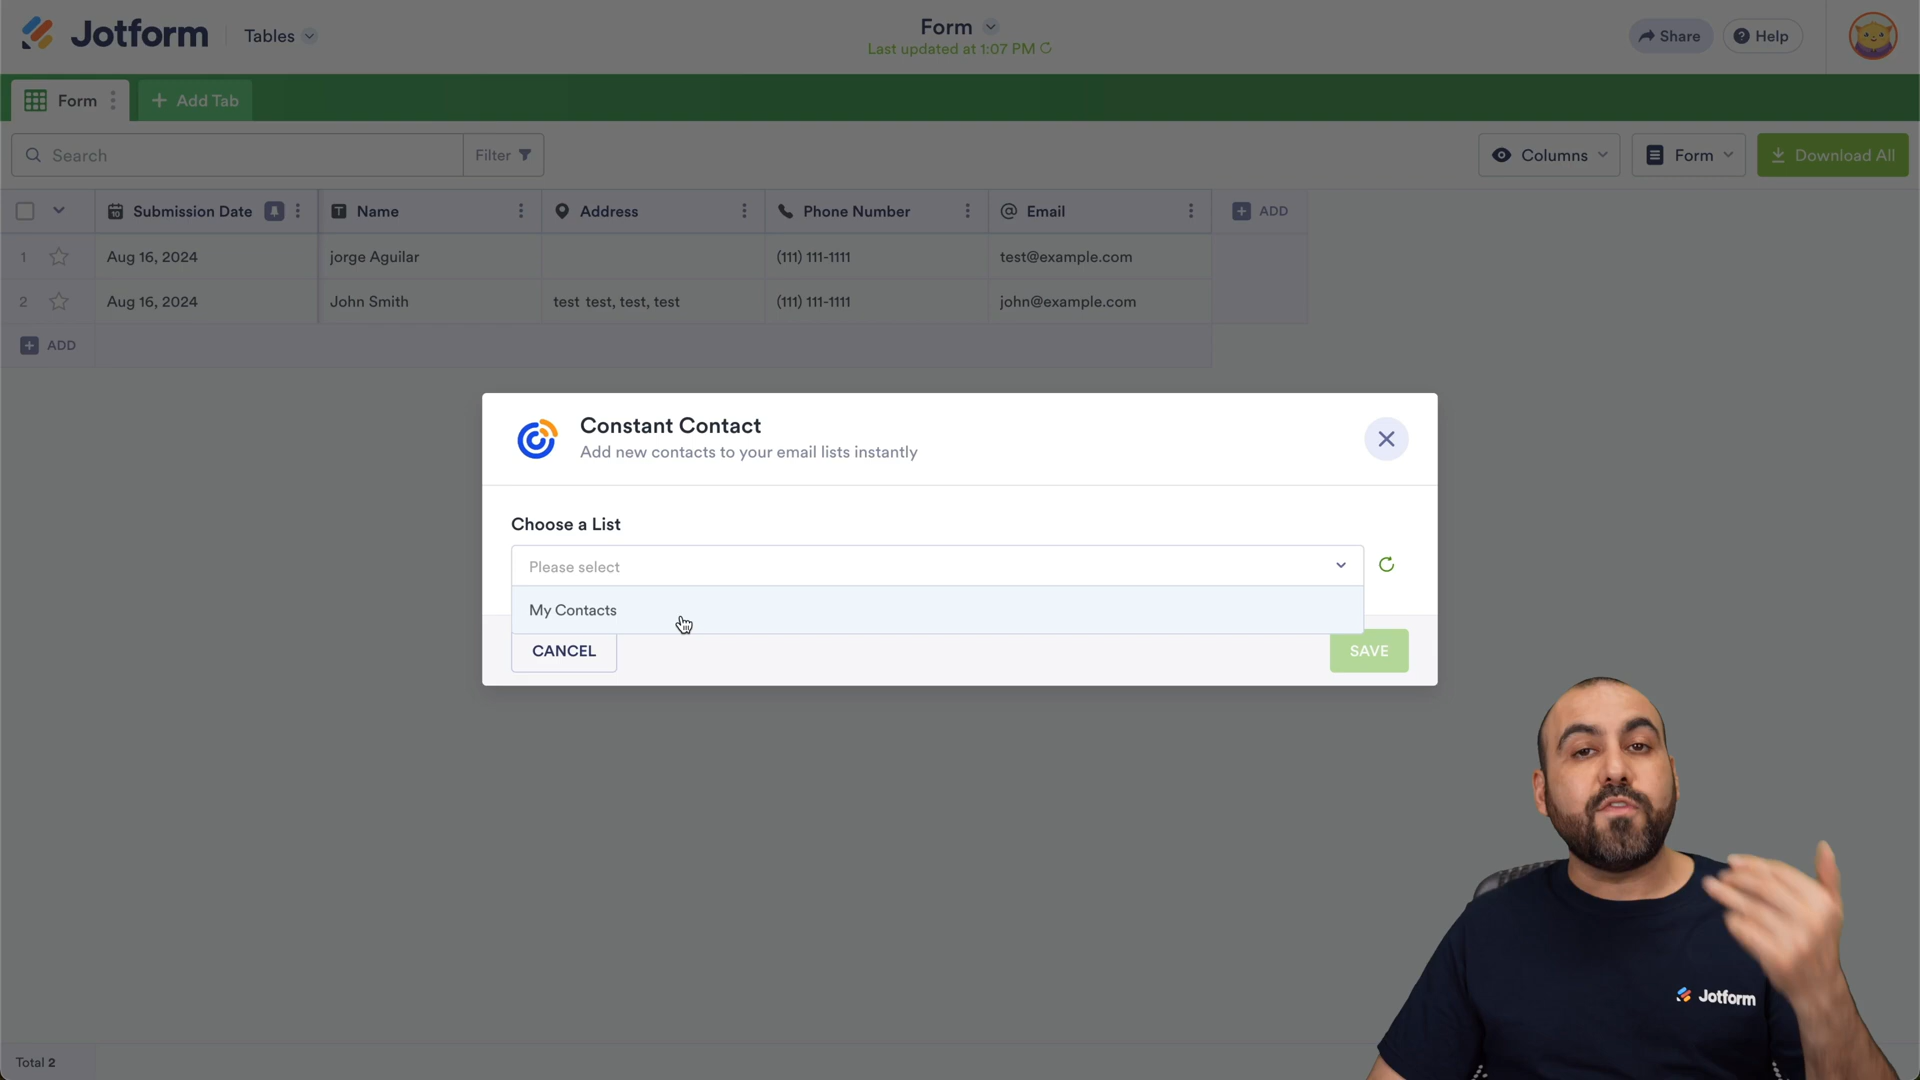 Jotform
Tables
Form
Last updated at 1:07 PM
Share
Help
Form
Add Tab
Search
Filter
Columns
Form
Download All
Submission Date
Name
Address
Phone Number
Email
ADD
1
Aug 16, 2024
jorge Aguilar
(111) 111-1111
test@example.com
2
Aug 16, 2024
John Smith
test test, test, test
(111) 111-1111
john@example.com
ADD
Constant Contact
Add new contacts to your email lists instantly
Choose a List
Please select
My Contacts
CANCEL
SAVE
Jotform
Total 2